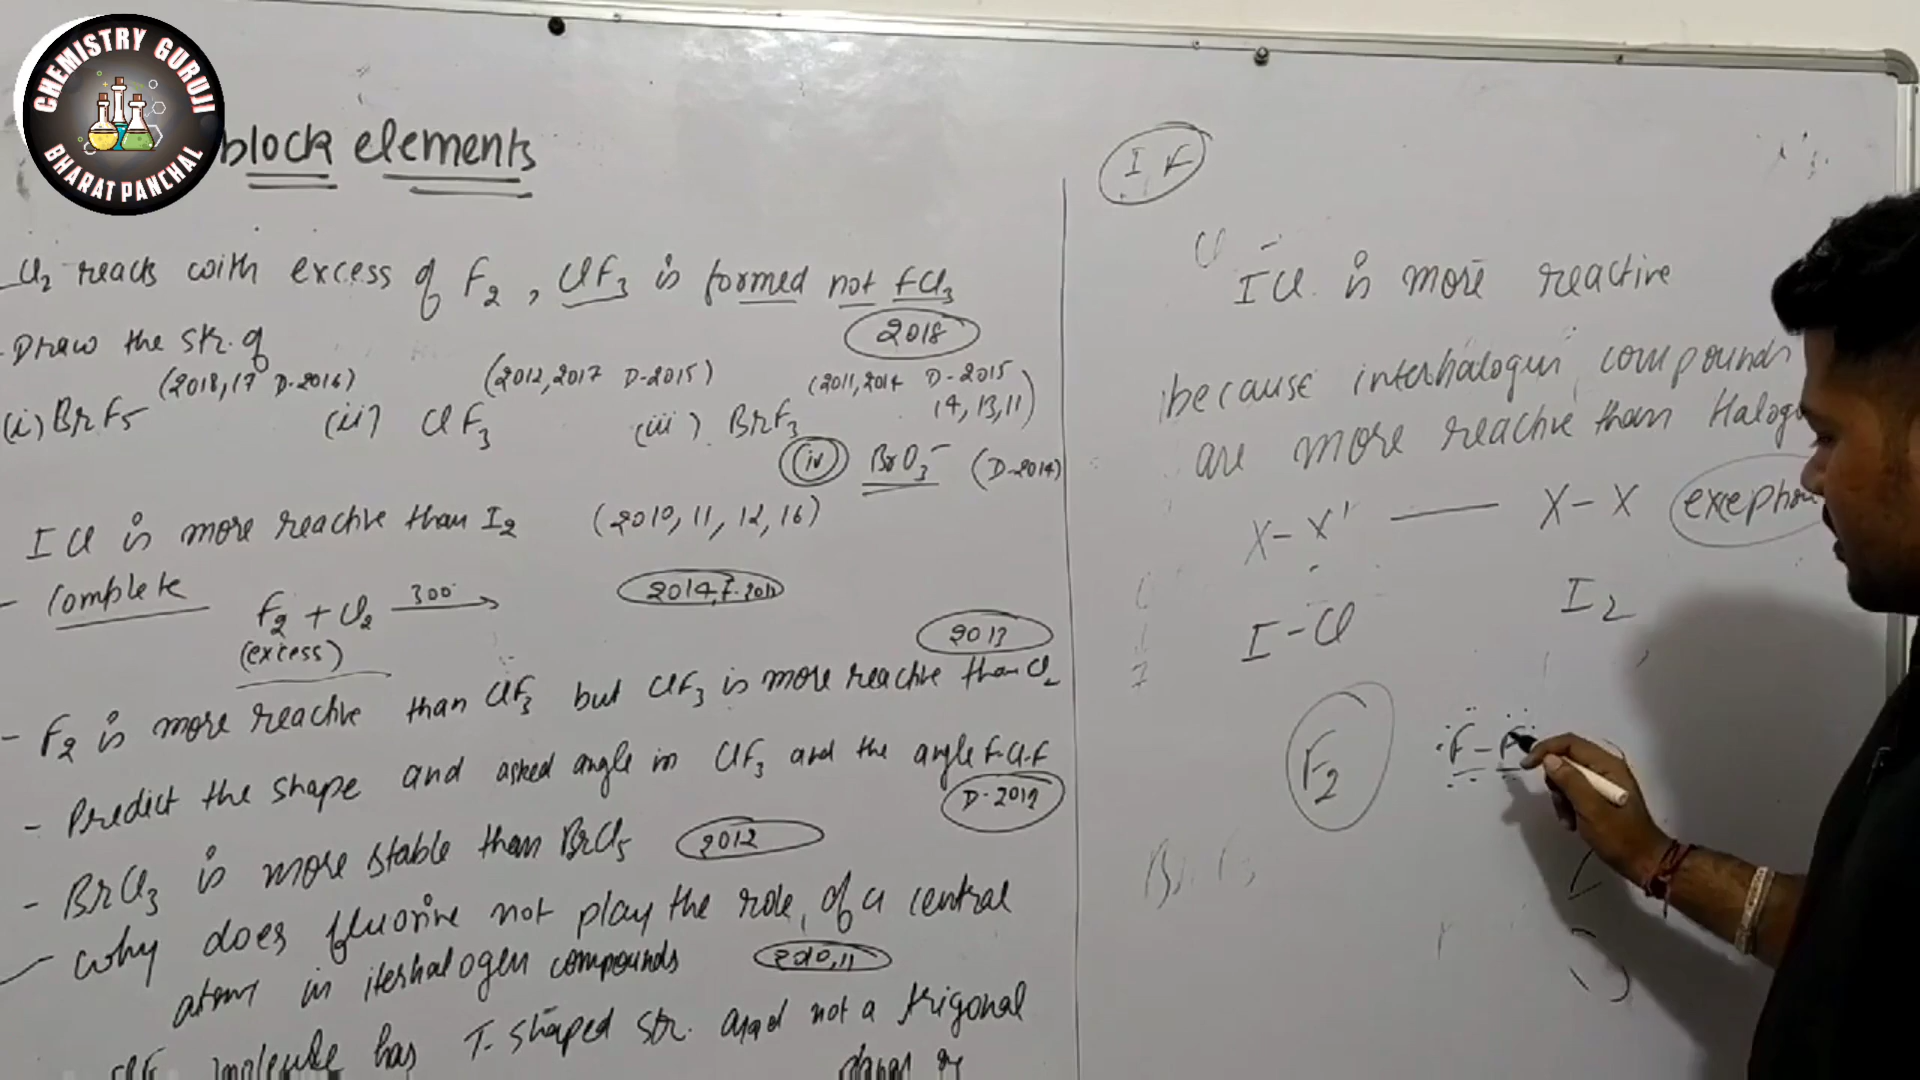 CHEMISTRY GURUJI
BHARAT PANCHAL
block elements
Cl2 reacts with excess of F2, ClF3 is formed not FCl3
2018
- Draw the str. of
(2018,17 D-2016) (2012,2017 D-2015) (2011,2014 D-2015
14,13,11)
(i) BrF5 (ii) ClF3 (iii) BrF3
(iv) BrO3- (D-2014)
ICl is more reactive than I2 (2010, 11, 12, 16)
- Complete F2 + Cl2 300°
(excess)
2014,
2013
- F2 is more reactive than ClF3 but ClF3 is more reactive than Cl2
- Predict the shape and asked angle in ClF3 and the angle F-Cl-F
D-2012
- BrCl3 is more stable than BrCl5 2012
why does fluorine not play the role, of a central
atom in iterhalogen compounds 2010,11
molecule has T-shaped str. and not a trigonal
I F
ICl is more reactive
because interhalogen compounds
are more reactive than
X-X' X-X
I-Cl I2
F2 F-F